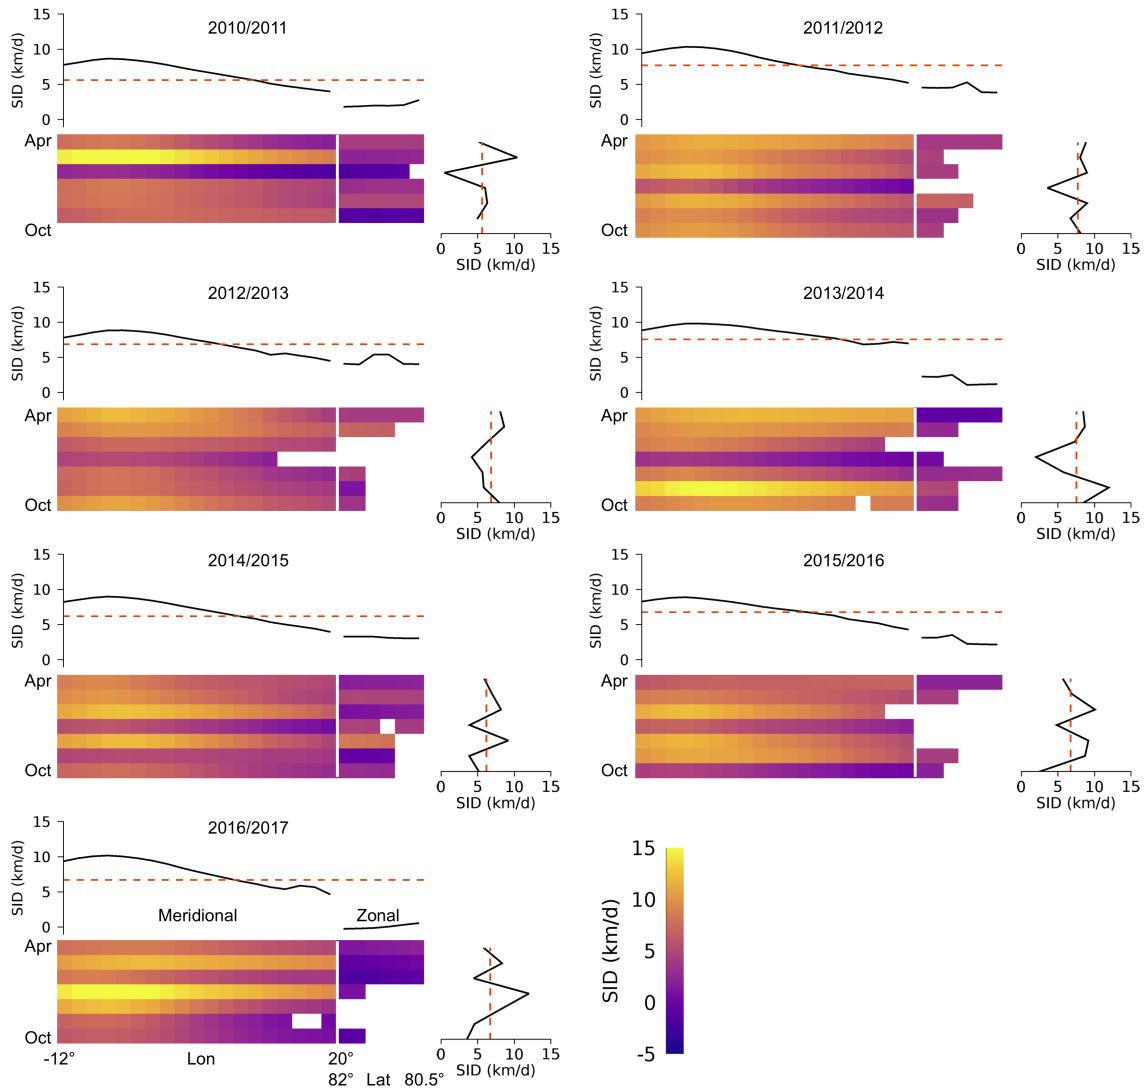 2010/2011
SID (km/d)
15
10
5
0
Apr
Oct
0 5 10 15
SID (km/d)
2011/2012
SID (km/d)
15
10
5
0
Apr
Oct
0 5 10 15
SID (km/d)
2012/2013
SID (km/d)
15
10
5
0
Apr
Oct
0 5 10 15
SID (km/d)
2013/2014
SID (km/d)
15
10
5
0
Apr
Oct
0 5 10 15
SID (km/d)
2014/2015
SID (km/d)
15
10
5
0
Apr
Oct
0 5 10 15
SID (km/d)
2015/2016
SID (km/d)
15
10
5
0
Apr
Oct
0 5 10 15
SID (km/d)
2016/2017
SID (km/d)
15
10
5
0
Meridional Zonal
Apr
Oct
-12° Lon 20°
82° Lat 80.5°
0 5 10 15
SID (km/d)
SID (km/d)
15
10
5
0
-5